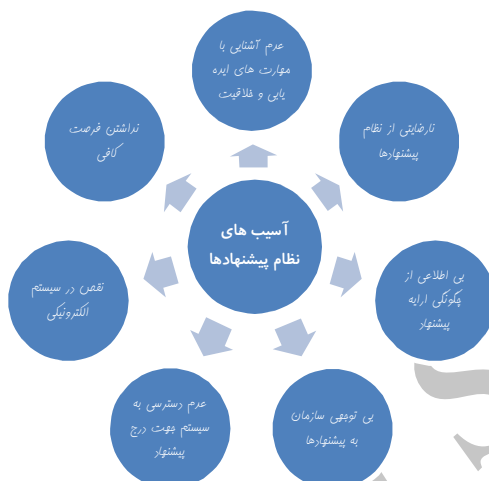 عدم آشنایی با
مهارت های ایده
یابی و خلاقیت
نارضایتی از نظام
پیشنهادها
بی اطلاعی از
چگونگی ارایه
پیشنهاد
بی توجهی سازمان
به پیشنهادها
عدم دسترسی به
سیستم جهت درج
پیشنهاد
نقص در سیستم
الکترونیکی
نداشتن فرصت
کافی
آسیب های
نظام پیشنهادها